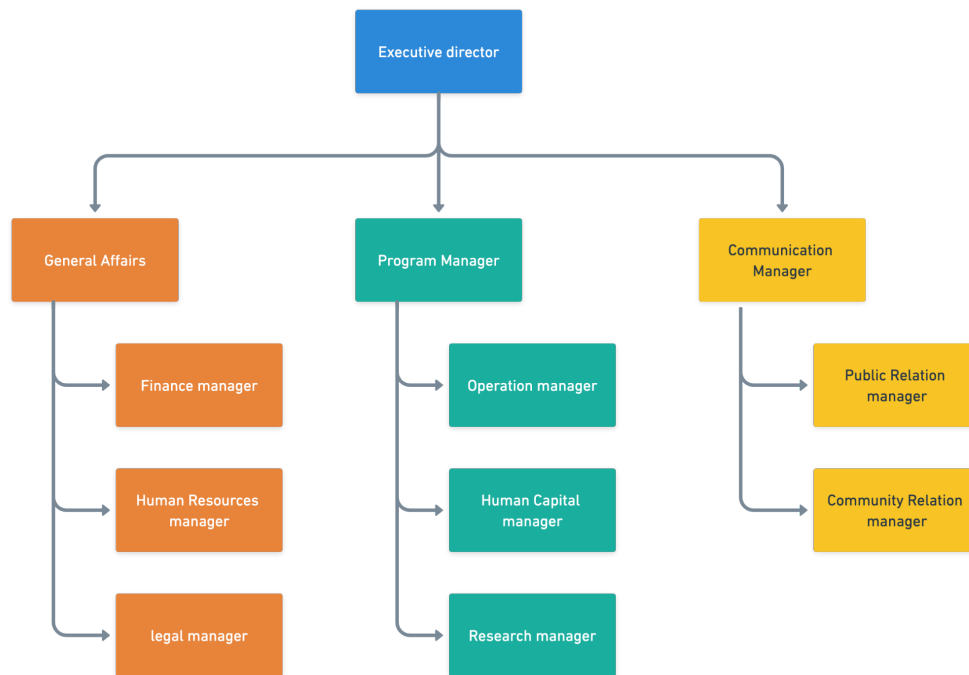 Executive director
General Affairs
Program Manager
Communication
Manager
Finance manager
Operation manager
Public Relation
manager
Human Resources
manager
Human Capital
manager
Community Relation
manager
legal manager
Research manager